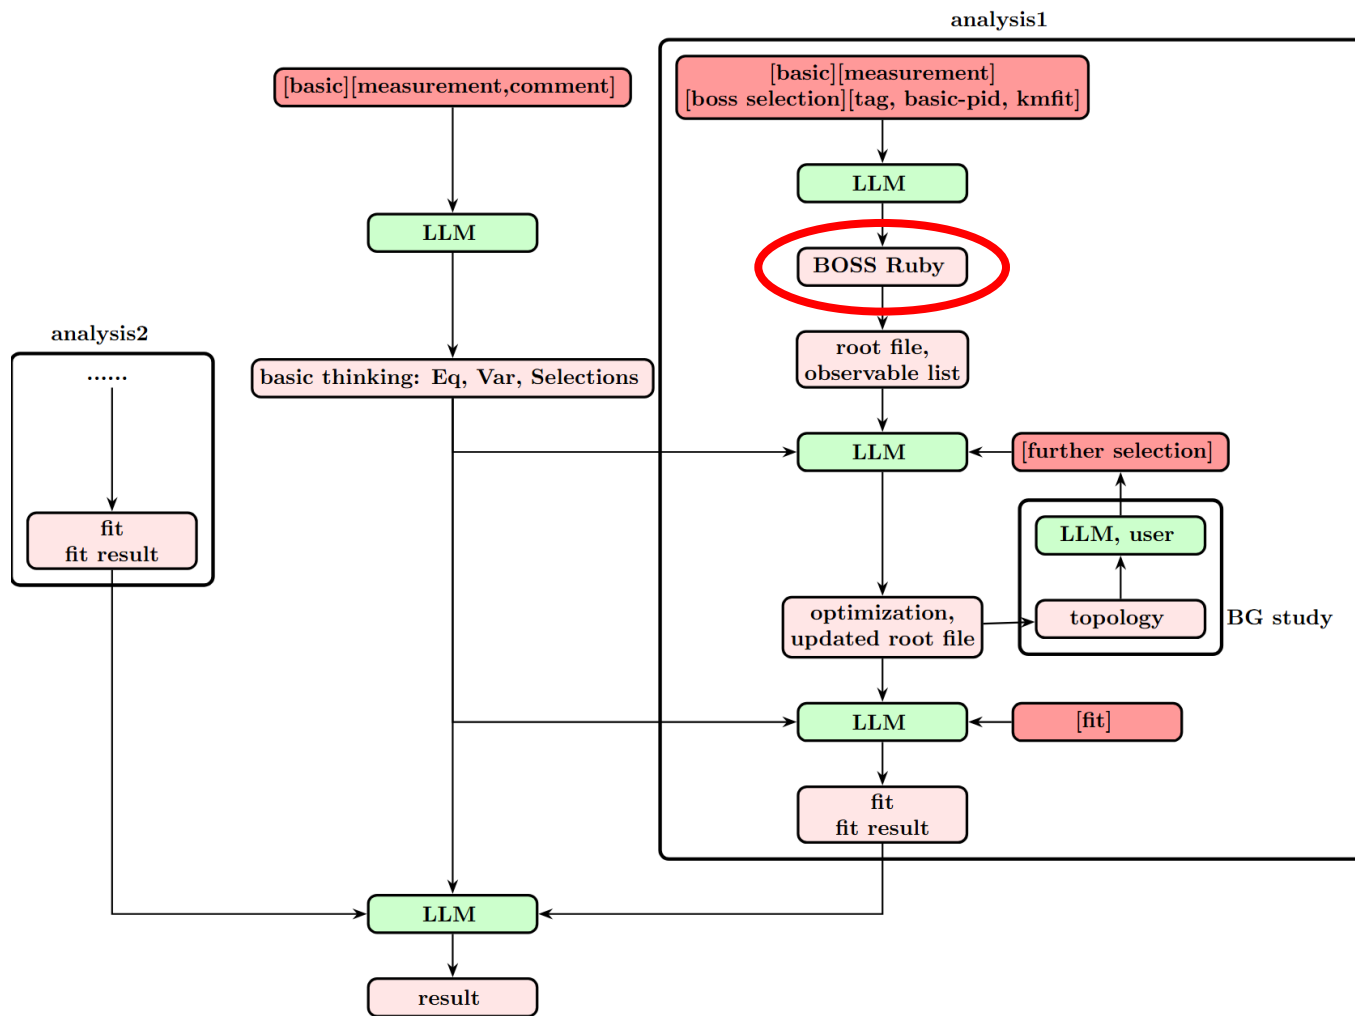 analysis1
[basic][measurement,comment]
[basic][measurement]
[boss selection][tag, basic-pid, kmfit]
LLM
LLM
BOSS Ruby
analysis2
......
root file,
observable list
basic thinking: Eq, Var, Selections
LLM
[further selection]
fit
fit result
LLM, user
optimization,
updated root file
topology
BG study
LLM
[fit]
fit
fit result
LLM
result